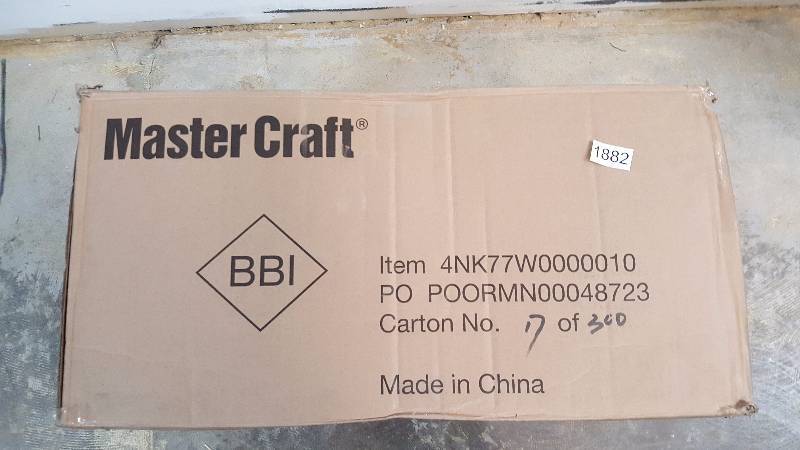 Master Craft®
1882
BBI
Item 4NK77W0000010
PO POORMN00048723
Carton No. 17 of 300
Made in China